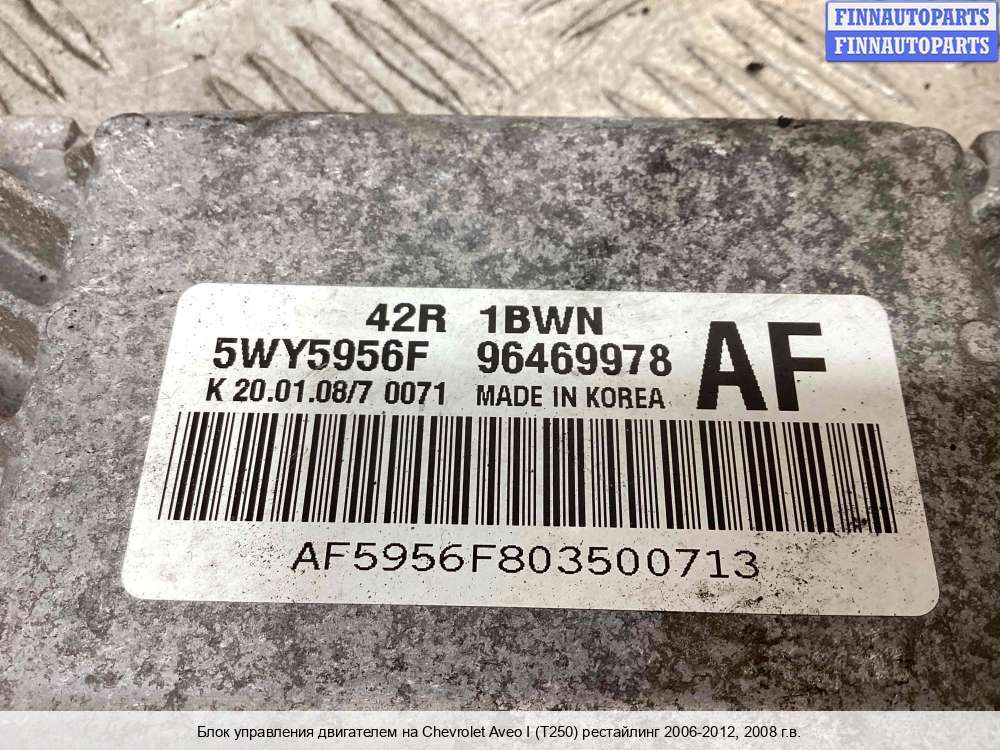 FINNAUTOPARTS
FINNAUTOPARTS
42R 1BWN
5WY5956F 96469978 AF
K 20.01.08/7 0071 MADE IN KOREA
AF5956F803500713
Блок управления двигателем на Chevrolet Aveo I (T250) рестайлинг 2006-2012, 2008 г.в.